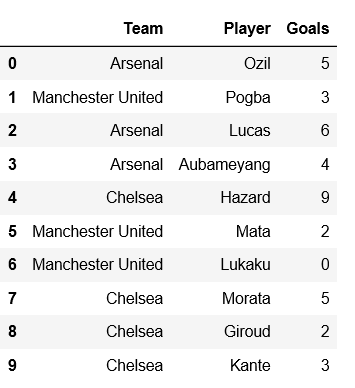 Team Player Goals
0 Arsenal Ozil 5
1 Manchester United Pogba 3
2 Arsenal Lucas 6
3 Arsenal Aubameyang 4
4 Chelsea Hazard 9
5 Manchester United Mata 2
6 Manchester United Lukaku 0
7 Chelsea Morata 5
8 Chelsea Giroud 2
9 Chelsea Kante 3